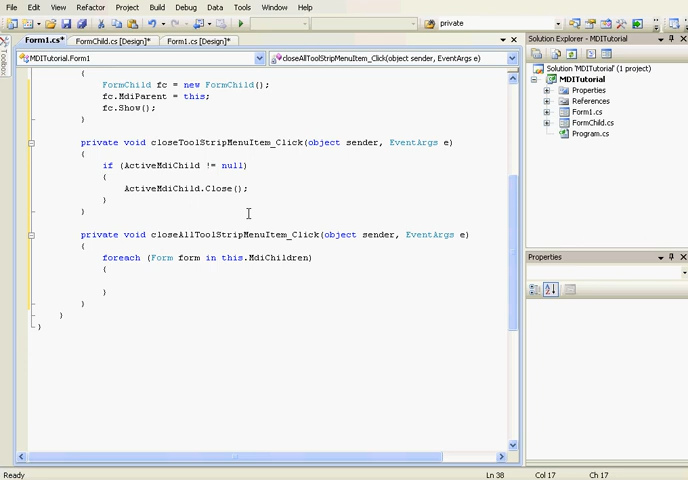 File Edit View Refactor Project Build Debug Data Tools Window Help
private
Form1.cs* FormChild.cs [Design]* Form1.cs [Design]*
MDITutorial.Form1 closeAllToolStripMenuItem_Click(object sender, EventArgs e)
Toolbox
{
FormChild fc = new FormChild();
fc.MdiParent = this;
fc.Show();
}
private void closeToolStripMenuItem_Click(object sender, EventArgs e)
{
if (ActiveMdiChild != null)
{
ActiveMdiChild.Close();
}
}
private void closeAllToolStripMenuItem_Click(object sender, EventArgs e)
{
foreach (Form form in this.MdiChildren)
{
}
}
}
}
Solution Explorer - MDITutorial
Solution 'MDITutorial' (1 project)
MDITutorial
Properties
References
Form1.cs
FormChild.cs
Program.cs
Properties
Ready Ln 38 Col 17 Ch 17